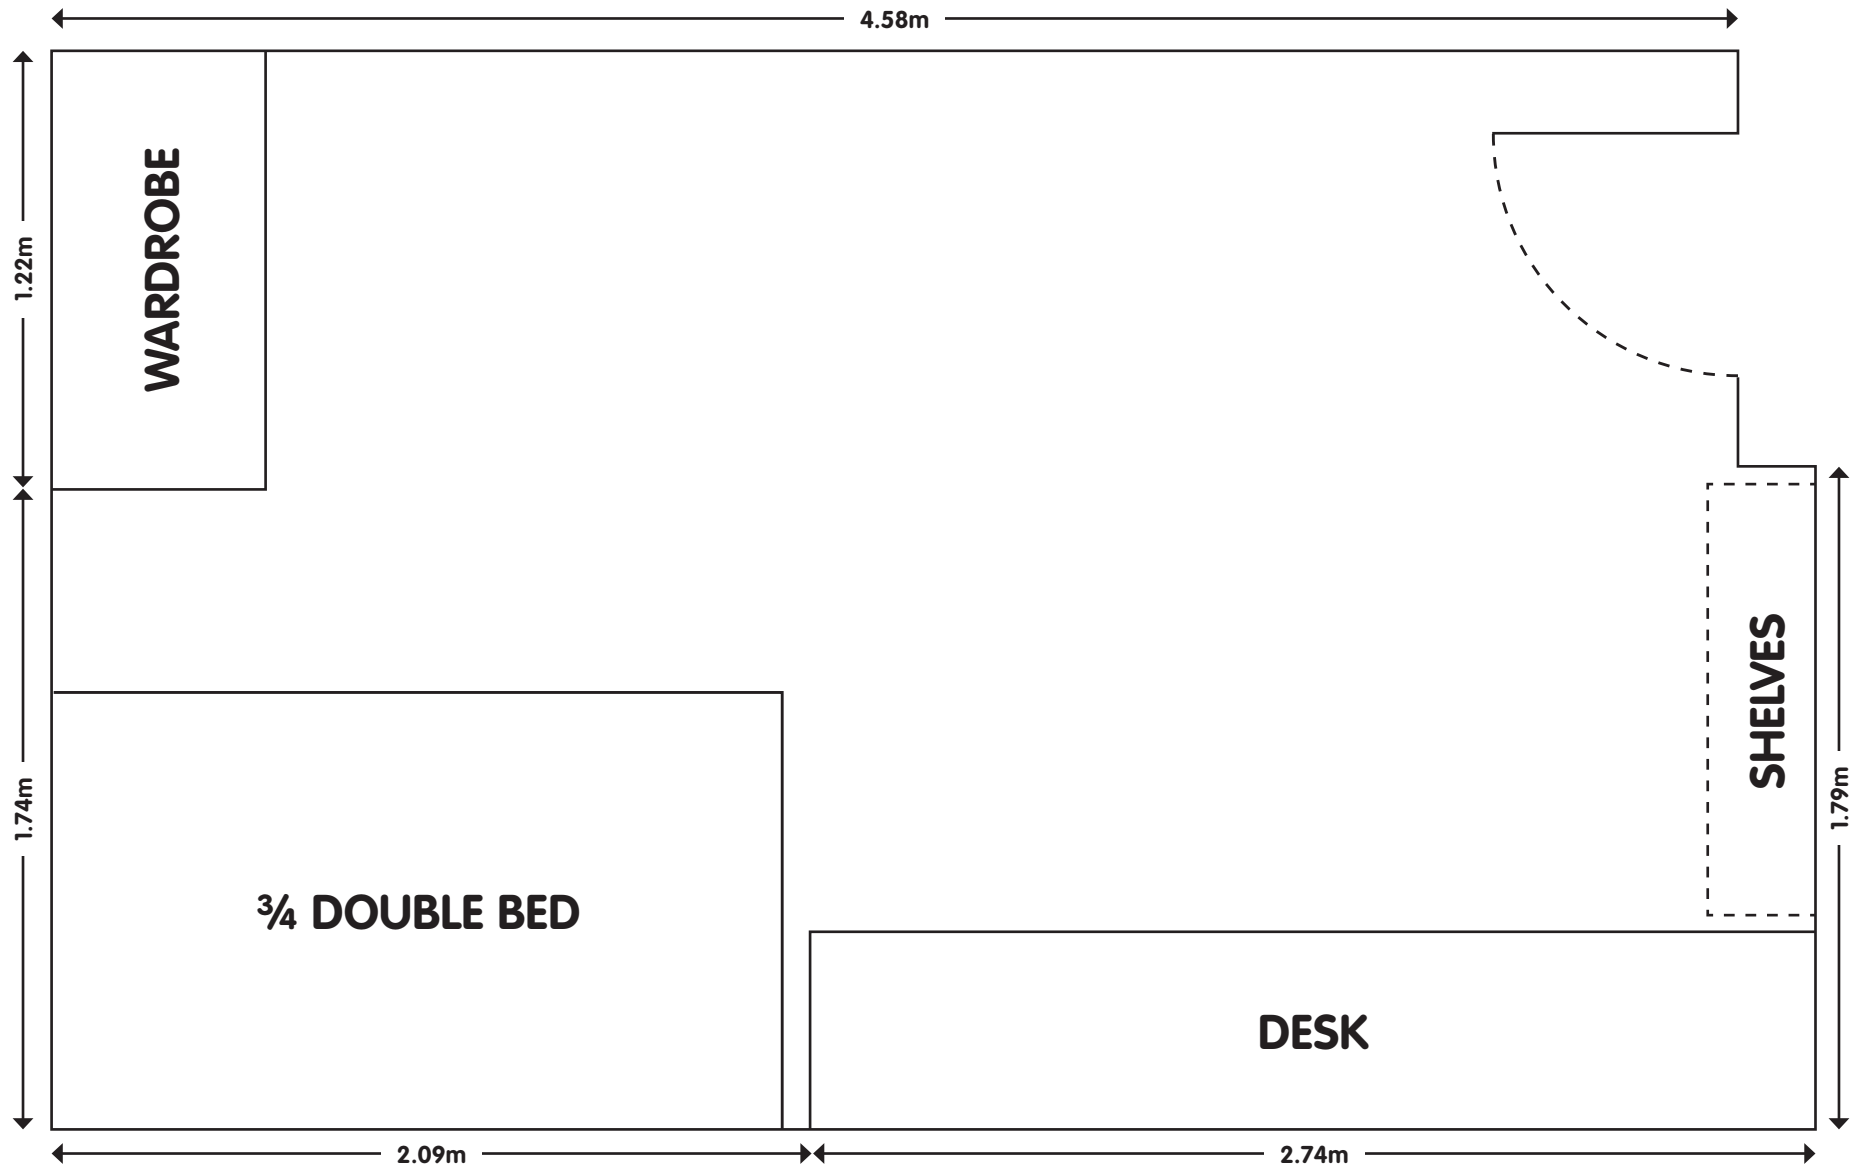 4.58m
WARDROBE
1.22m
SHELVES
1.74m
1.79m
¾ DOUBLE BED
DESK
2.09m
2.74m